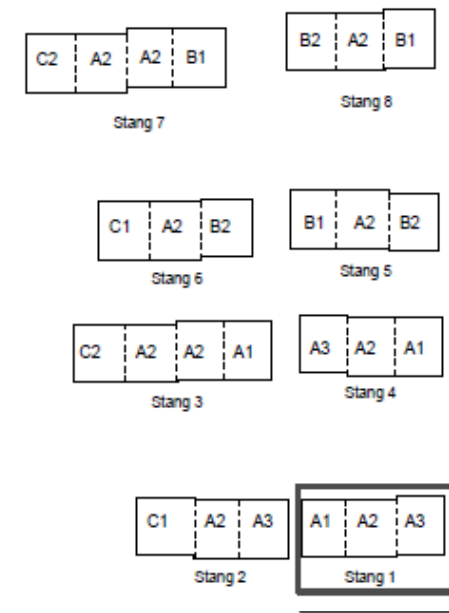 C2 A2 A2 B1
Stang 7
B2 A2 B1
Stang 8
C1 A2 B2
Stang 6
B1 A2 B2
Stang 5
C2 A2 A2 A1
Stang 3
A3 A2 A1
Stang 4
C1 A2 A3
Stang 2
A1 A2 A3
Stang 1